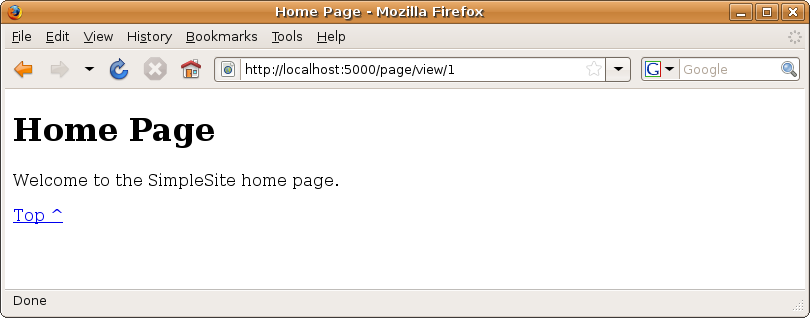 Home Page - Mozilla Firefox
File Edit View History Bookmarks Tools Help
http://localhost:5000/page/view/1 G Google
Home Page
Welcome to the SimpleSite home page.
Top ^
Done